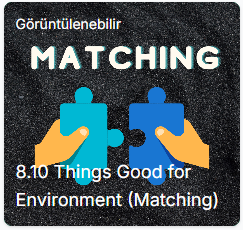 Görüntülenebilir
MATCHING
8.10 Things Good for
Environment (Matching)